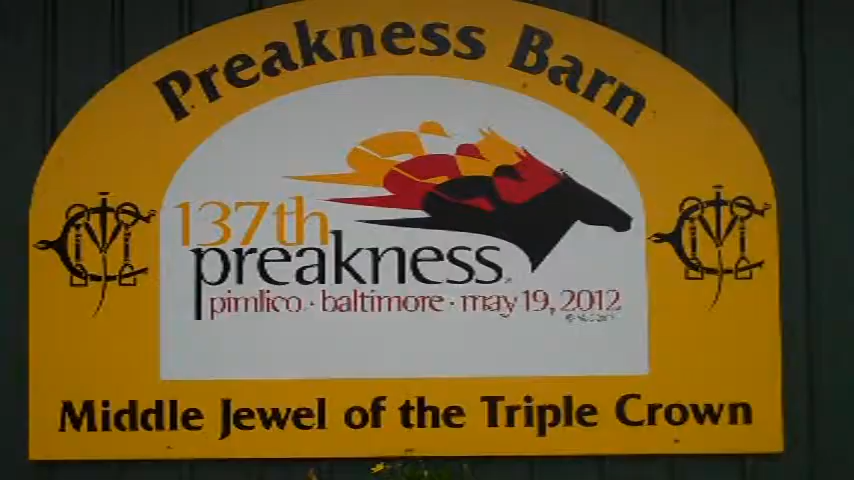 Preakness Barn
137th
preakness
pimlico · baltimore · may 19, 2012
Middle Jewel of the Triple Crown